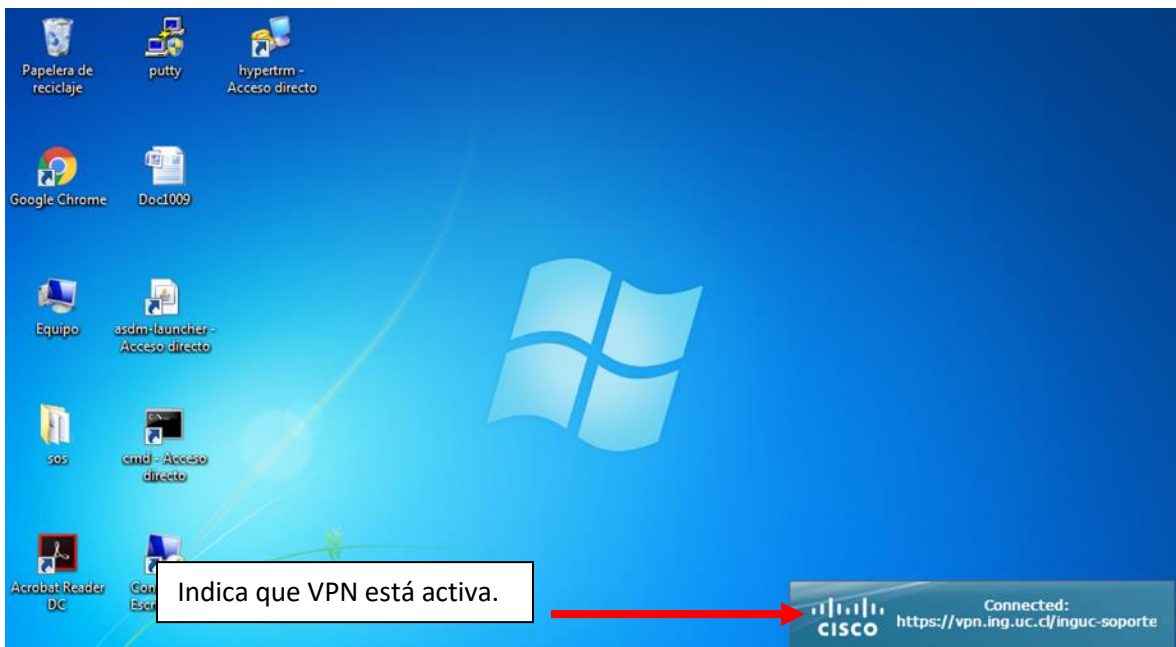 Papelera de
reciclaje
putty
hypertrm -
Acceso directo
Google Chrome
Doc1009
Equipo
asdm-launcher -
Acceso directo
sos
cmd - Acceso
directo
Acrobat Reader
DC
Indica que VPN está activa.
CISCO
Connected:
https://vpn.ing.uc.cl/inguc-soporte